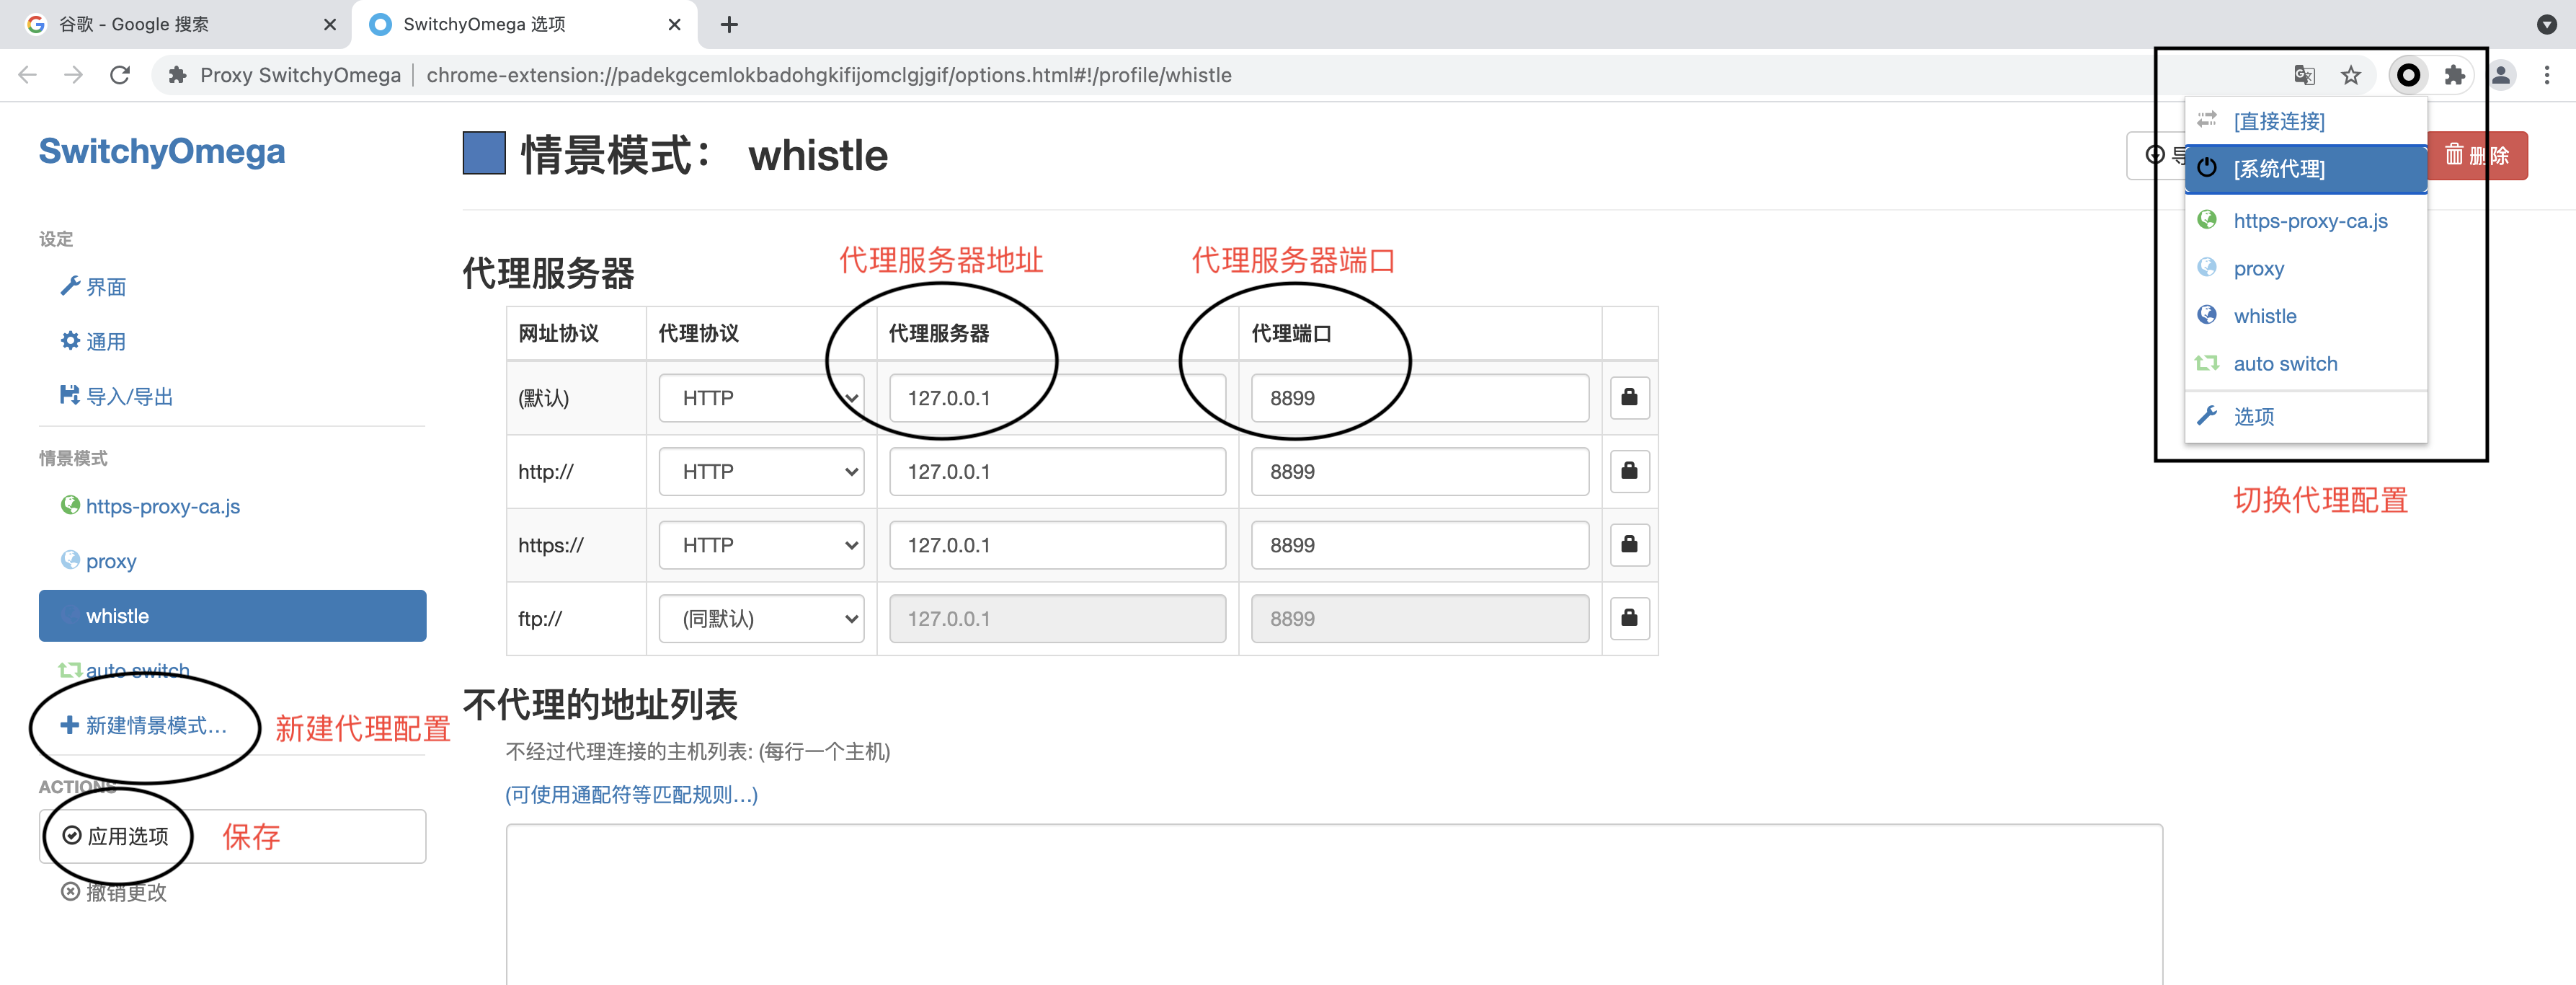 谷歌 - Google 搜索
SwitchyOmega 选项
Proxy SwitchyOmega
chrome-extension://padekgcemlokbadohgkifijomclgjgif/options.html#!/profile/whistle
SwitchyOmega
设定
界面
通用
导入/导出
情景模式
https-proxy-ca.js
proxy
whistle
auto switch
新建情景模式…
新建代理配置
ACTIONS
应用选项
保存
撤销更改
情景模式： whistle
导
删除
代理服务器
代理服务器地址
代理服务器端口
网址协议 代理协议 代理服务器 代理端口
(默认) HTTP 127.0.0.1 8899
http:// HTTP 127.0.0.1 8899
https:// HTTP 127.0.0.1 8899
ftp:// (同默认) 127.0.0.1 8899
不代理的地址列表
不经过代理连接的主机列表: (每行一个主机)
(可使用通配符等匹配规则…)
[直接连接]
[系统代理]
https-proxy-ca.js
proxy
whistle
auto switch
选项
切换代理配置